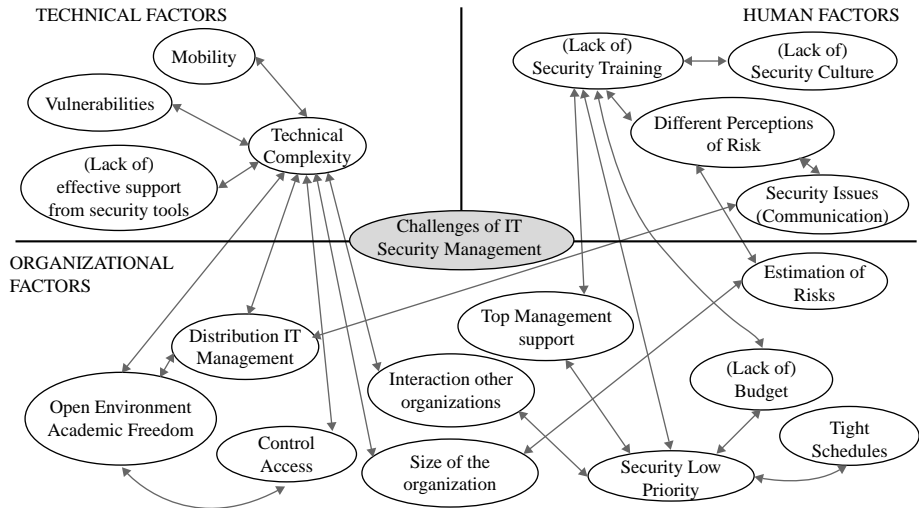 TECHNICAL FACTORS
Mobility
Vulnerabilities
Technical
Complexity
(Lack of)
effective support
from security tools
HUMAN FACTORS
(Lack of)
Security Training
(Lack of)
Security Culture
Different Perceptions
of Risk
Security Issues
(Communication)
Challenges of IT
Security Management
ORGANIZATIONAL
FACTORS
Estimation of
Risks
Distribution IT
Management
Top Management
support
Interaction other
organizations
(Lack of)
Budget
Open Environment
Academic Freedom
Control
Access
Size of the
organization
Security Low
Priority
Tight
Schedules